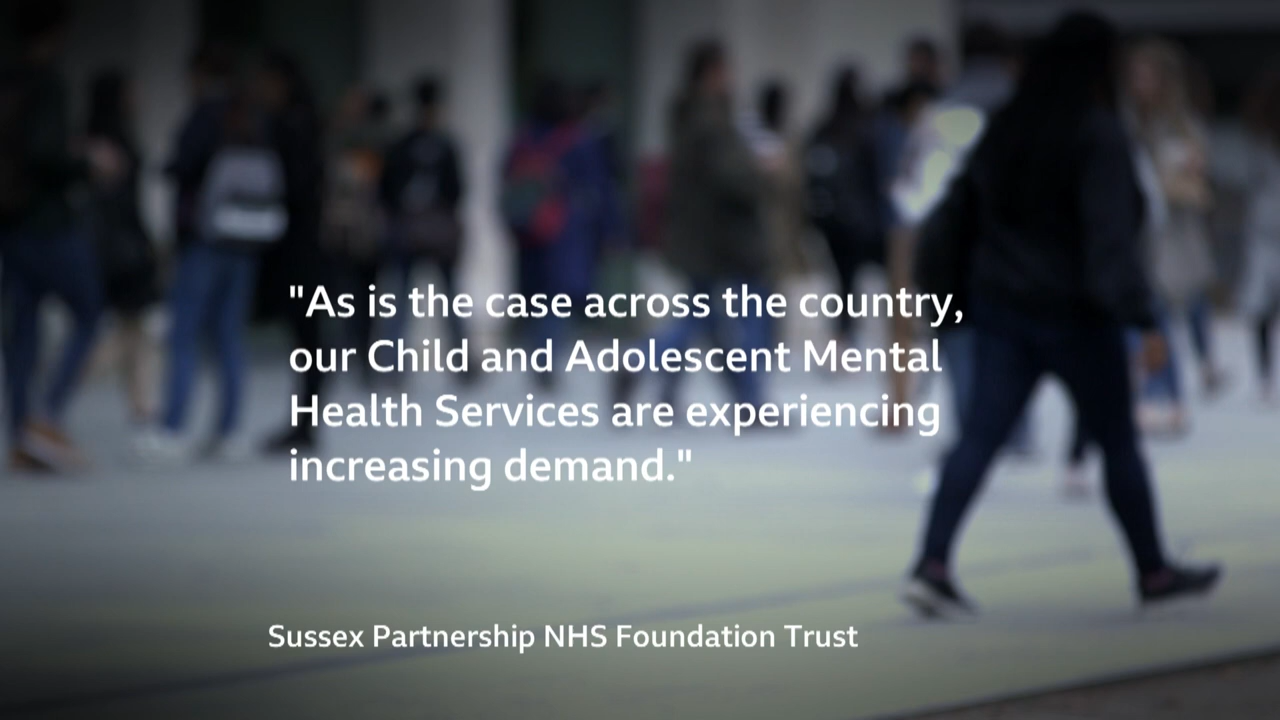 "As is the case across the country,
our Child and Adolescent Mental
Health Services are experiencing
increasing demand."
Sussex Partnership NHS Foundation Trust